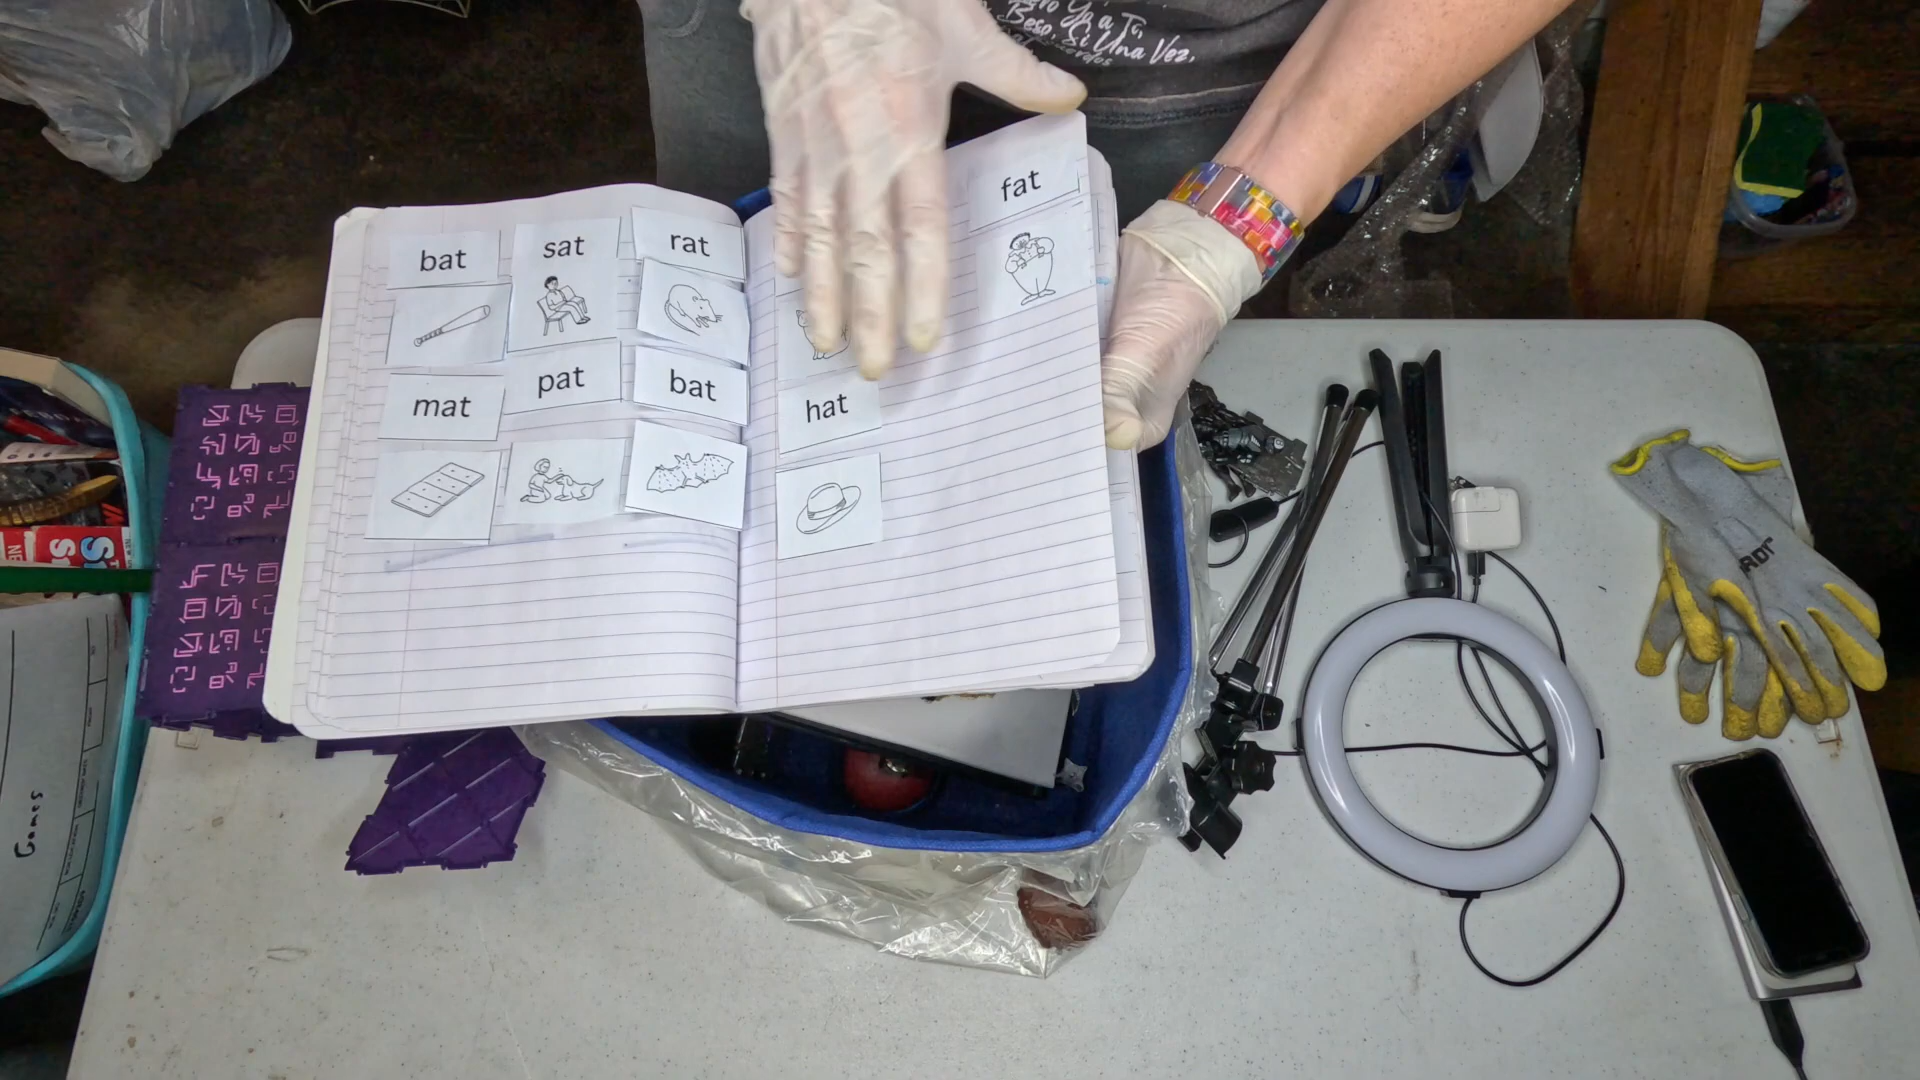 Beso, Si Una Vez,
fat
bat
sat
rat
mat
pat
bat
hat
Games